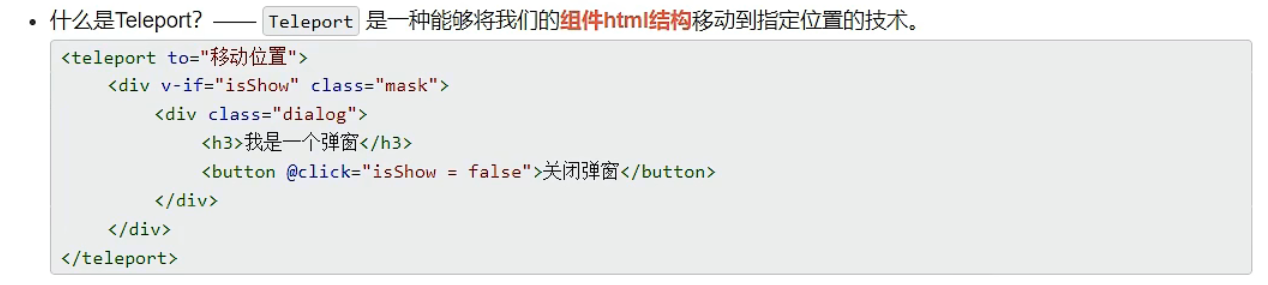 什么是Teleport？—— Teleport 是一种能够将我们的组件html结构移动到指定位置的技术。
<teleport to="移动位置">
    <div v-if="isShow" class="mask">
        <div class="dialog">
            <h3>我是一个弹窗</h3>
            <button @click="isShow = false">关闭弹窗</button>
        </div>
    </div>
</teleport>